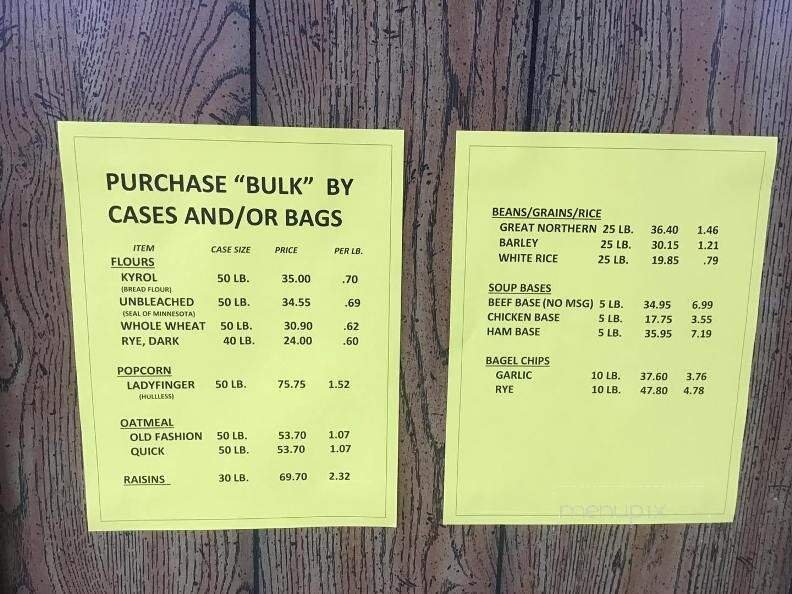 PURCHASE “BULK” BY
CASES AND/OR BAGS
ITEM CASE SIZE PRICE PER LB.
FLOURS
KYROL 50 LB. 35.00 .70
(BREAD FLOUR)
UNBLEACHED 50 LB. 34.55 .69
(SEAL OF MINNESOTA)
WHOLE WHEAT 50 LB. 30.90 .62
RYE, DARK 40 LB. 24.00 .60
POPCORN
LADYFINGER 50 LB. 75.75 1.52
(HULLLESS)
OATMEAL
OLD FASHION 50 LB. 53.70 1.07
QUICK 50 LB. 53.70 1.07
RAISINS 30 LB. 69.70 2.32
BEANS/GRAINS/RICE
GREAT NORTHERN 25 LB. 36.40 1.46
BARLEY 25 LB. 30.15 1.21
WHITE RICE 25 LB. 19.85 .79
SOUP BASES
BEEF BASE (NO MSG) 5 LB. 34.95 6.99
CHICKEN BASE 5 LB. 17.75 3.55
HAM BASE 5 LB. 35.95 7.19
BAGEL CHIPS
GARLIC 10 LB. 37.60 3.76
RYE 10 LB. 47.80 4.78
menupix